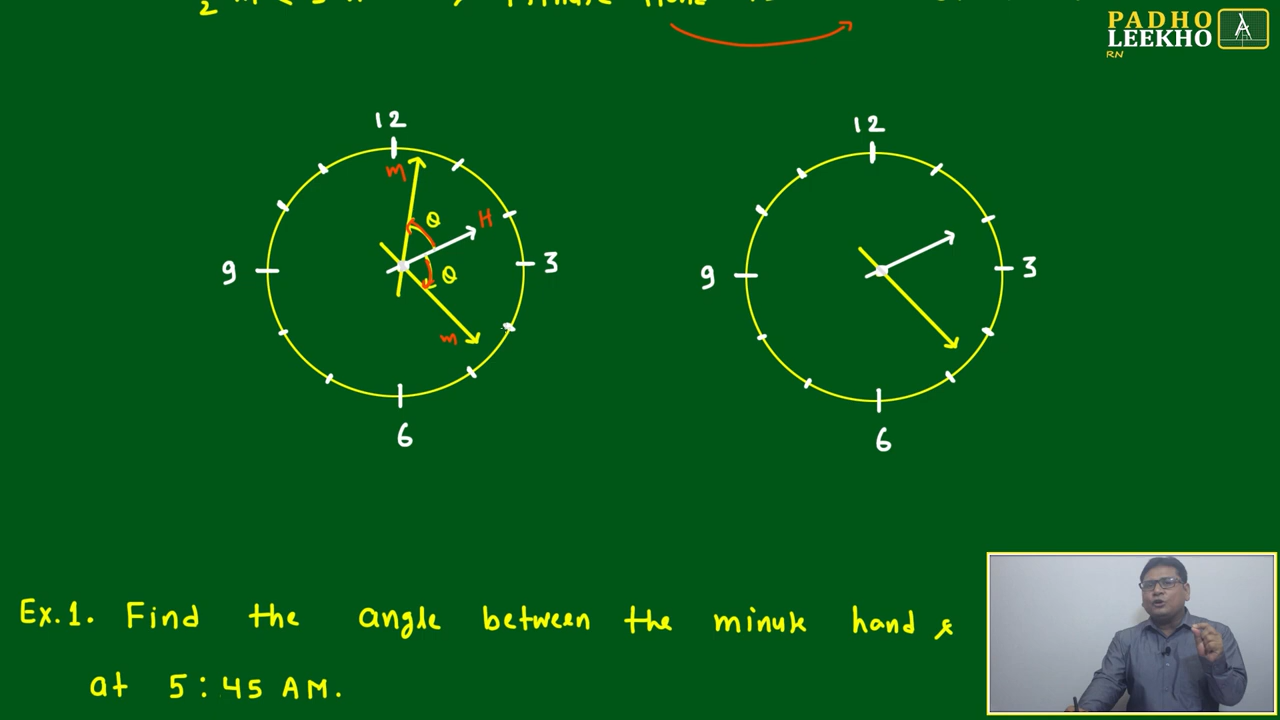 PADHO
LEEKHO
RN
12
m
θ
H
9
3
θ
m
6
12
9
3
6
Ex.1. Find the angle between the minute hand &
at 5:45 AM.